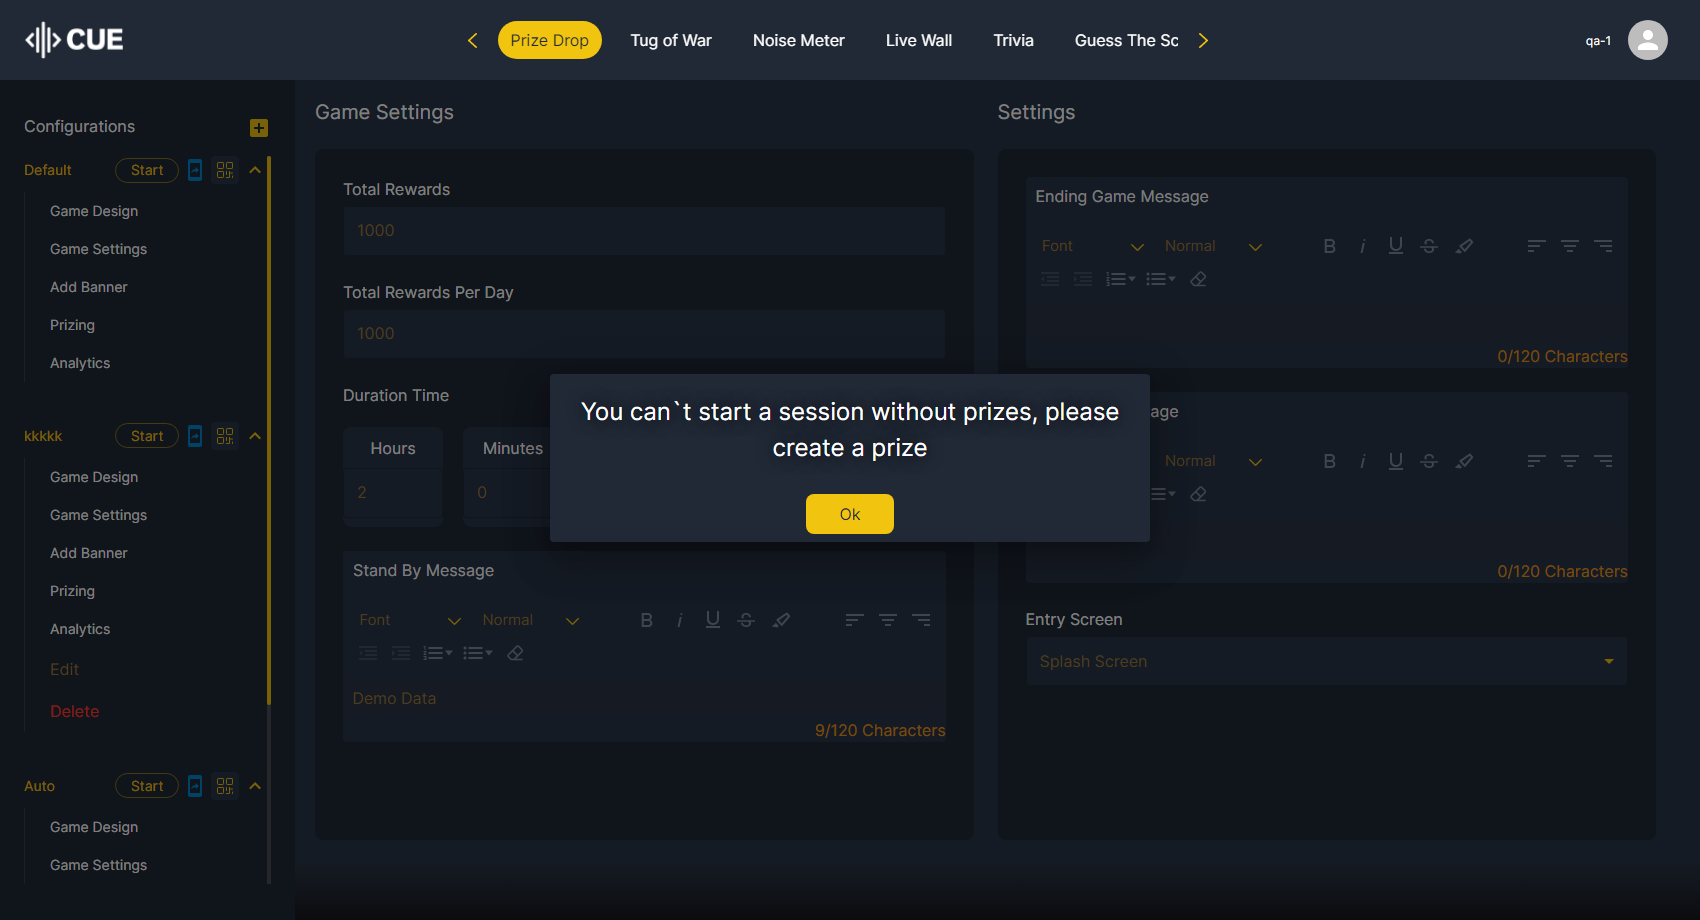 CUE
Prize Drop
Tug of War
Noise Meter
Live Wall
Trivia
Guess The Sc
qa-1
Configurations
Default
Start
Game Design
Game Settings
Add Banner
Prizing
Analytics
kkkkk
Start
Game Design
Game Settings
Add Banner
Prizing
Analytics
Edit
Delete
Auto
Start
Game Design
Game Settings
Game Settings
Total Rewards
1000
Total Rewards Per Day
1000
Duration Time
Hours
Minutes
2
0
Stand By Message
Font
Normal
Demo Data
9/120 Characters
You can`t start a session without prizes, please
create a prize
Ok
Settings
Ending Game Message
Font
Normal
0/120 Characters
age
Normal
0/120 Characters
Entry Screen
Splash Screen